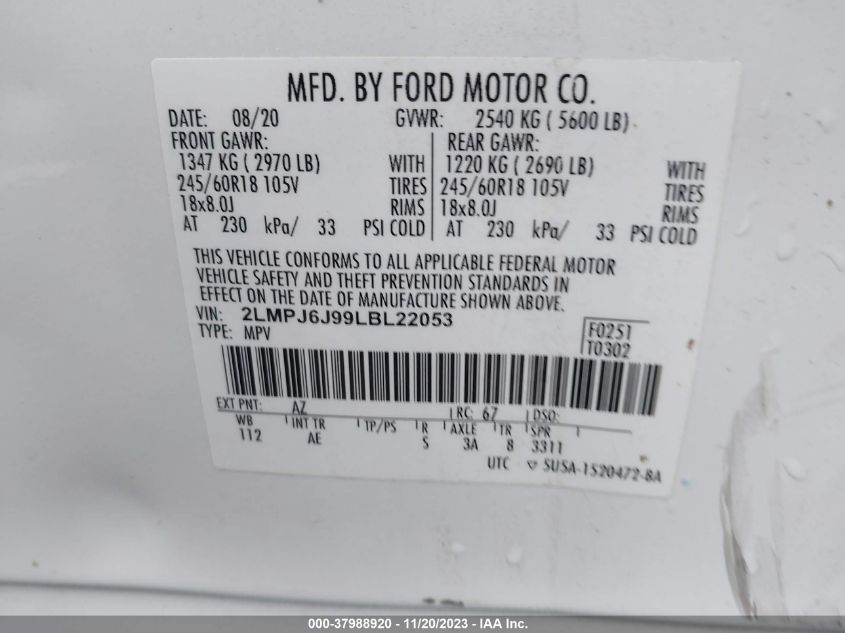 MFD. BY FORD MOTOR CO.
DATE: 08/20 GVWR: 2540 KG ( 5600 LB)
FRONT GAWR: REAR GAWR:
1347 KG ( 2970 LB) WITH 1220 KG ( 2690 LB) WITH
245/60R18 105V TIRES 245/60R18 105V TIRES
18x8.0J RIMS 18x8.0J RIMS
AT 230 kPa/ 33 PSI COLD AT 230 kPa/ 33 PSI COLD
THIS VEHICLE CONFORMS TO ALL APPLICABLE FEDERAL MOTOR
VEHICLE SAFETY AND THEFT PREVENTION STANDARDS IN
EFFECT ON THE DATE OF MANUFACTURE SHOWN ABOVE.
VIN: 2LMPJ6J99LBL22053
TYPE: MPV
F0251
T0302
EXT PNT: AZ RC: 67 DSO:
WB INT TR TP/PS R AXLE TR SPR
112 AE S 3A 8 3311
UTC ▽ SU5A-1520472-BA
000-37988920 - 11/20/2023 - IAA Inc.